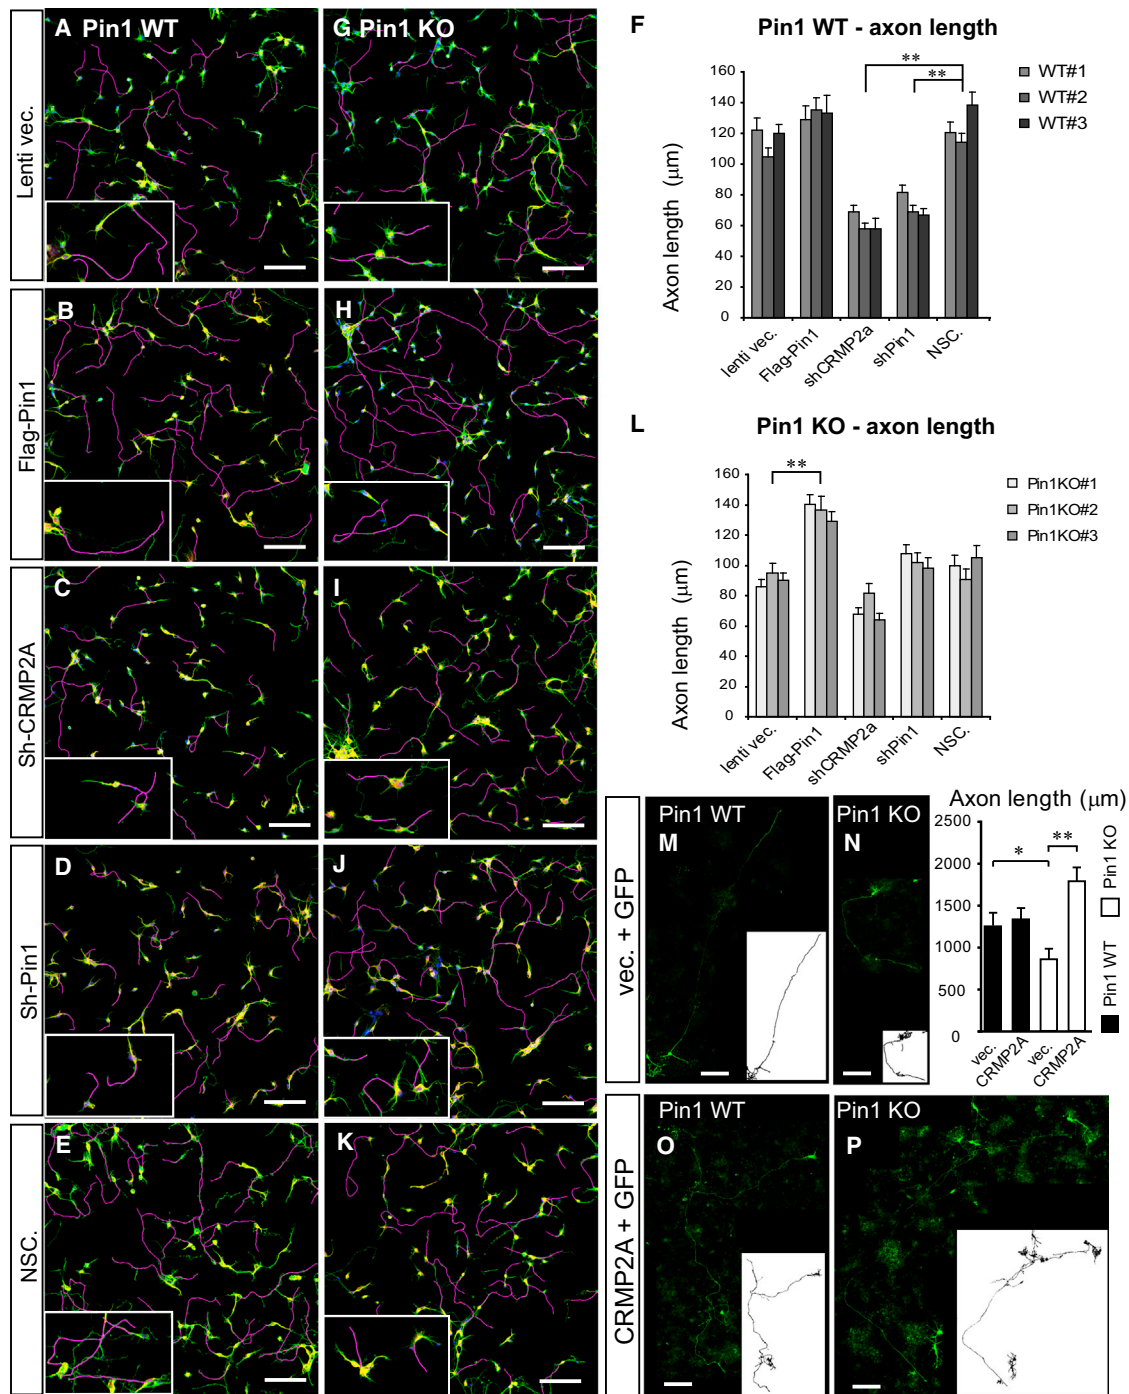 A Pin1 WT
G Pin1 KO
Lenti vec.
B
H
Flag-Pin1
C
I
Sh-CRMP2A
D
J
Sh-Pin1
E
K
NSC.
F
Pin1 WT - axon length
Axon length (μm)
160
140
120
100
80
60
40
20
0
lenti vec.
Flag-Pin1
shCRMP2a
shPin1
NSC.
**
**
WT#1
WT#2
WT#3
L
Pin1 KO - axon length
Axon length (μm)
160
140
120
100
80
60
40
20
0
lenti vec.
Flag-Pin1
shCRMP2a
shPin1
NSC.
**
Pin1KO#1
Pin1KO#2
Pin1KO#3
vec. + GFP
Pin1 WT
M
Pin1 KO
N
Axon length (μm)
2500
2000
1500
1000
500
0
*
**
vec.
CRMP2A
vec.
CRMP2A
Pin1 KO
Pin1 WT
CRMP2A + GFP
Pin1 WT
O
Pin1 KO
P